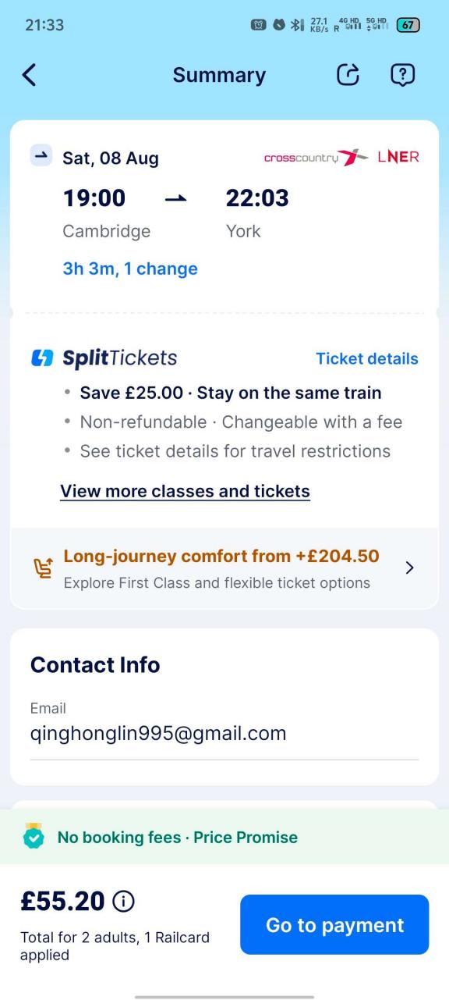 21:33
27.1 KB/s R 4G HD 5G HD 67
Summary
Sat, 08 Aug
crosscountry LNER
19:00 22:03
Cambridge York
3h 3m, 1 change
SplitTickets Ticket details
• Save £25.00 · Stay on the same train
• Non-refundable · Changeable with a fee
• See ticket details for travel restrictions
View more classes and tickets
Long-journey comfort from +£204.50
Explore First Class and flexible ticket options
Contact Info
Email
qinghonglin995@gmail.com
No booking fees · Price Promise
£55.20
Total for 2 adults, 1 Railcard
applied
Go to payment